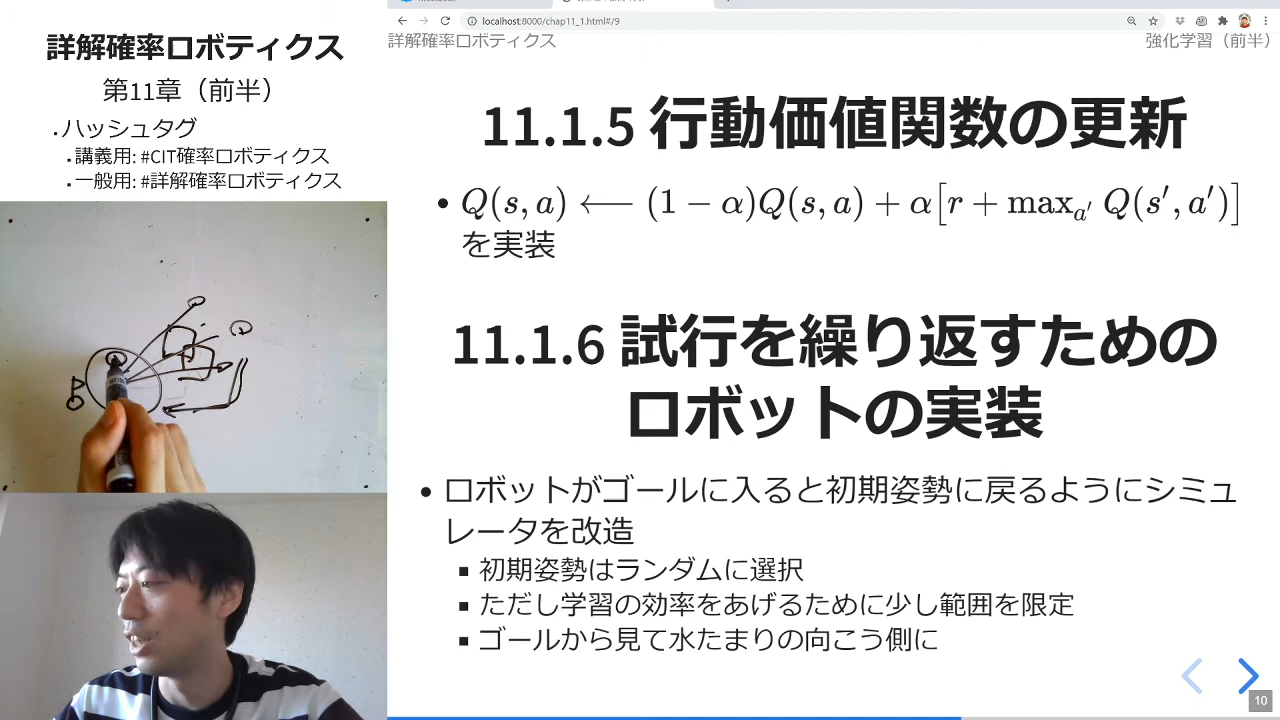 詳解確率ロボティクス
第11章（前半）
ハッシュタグ
講義用: #CIT確率ロボティクス
一般用: #詳解確率ロボティクス
localhost:8000/chap11_1.html#/9
詳解確率ロボティクス
強化学習（前半）
11.1.5 行動価値関数の更新
Q(s, a) ⟵ (1 − α)Q(s, a) + α[r + max_{a′} Q(s′, a′)]
を実装
11.1.6 試行を繰り返すための
ロボットの実装
ロボットがゴールに入ると初期姿勢に戻るようにシミュ
レータを改造
初期姿勢はランダムに選択
ただし学習の効率をあげるために少し範囲を限定
ゴールから見て水たまりの向こう側に
10